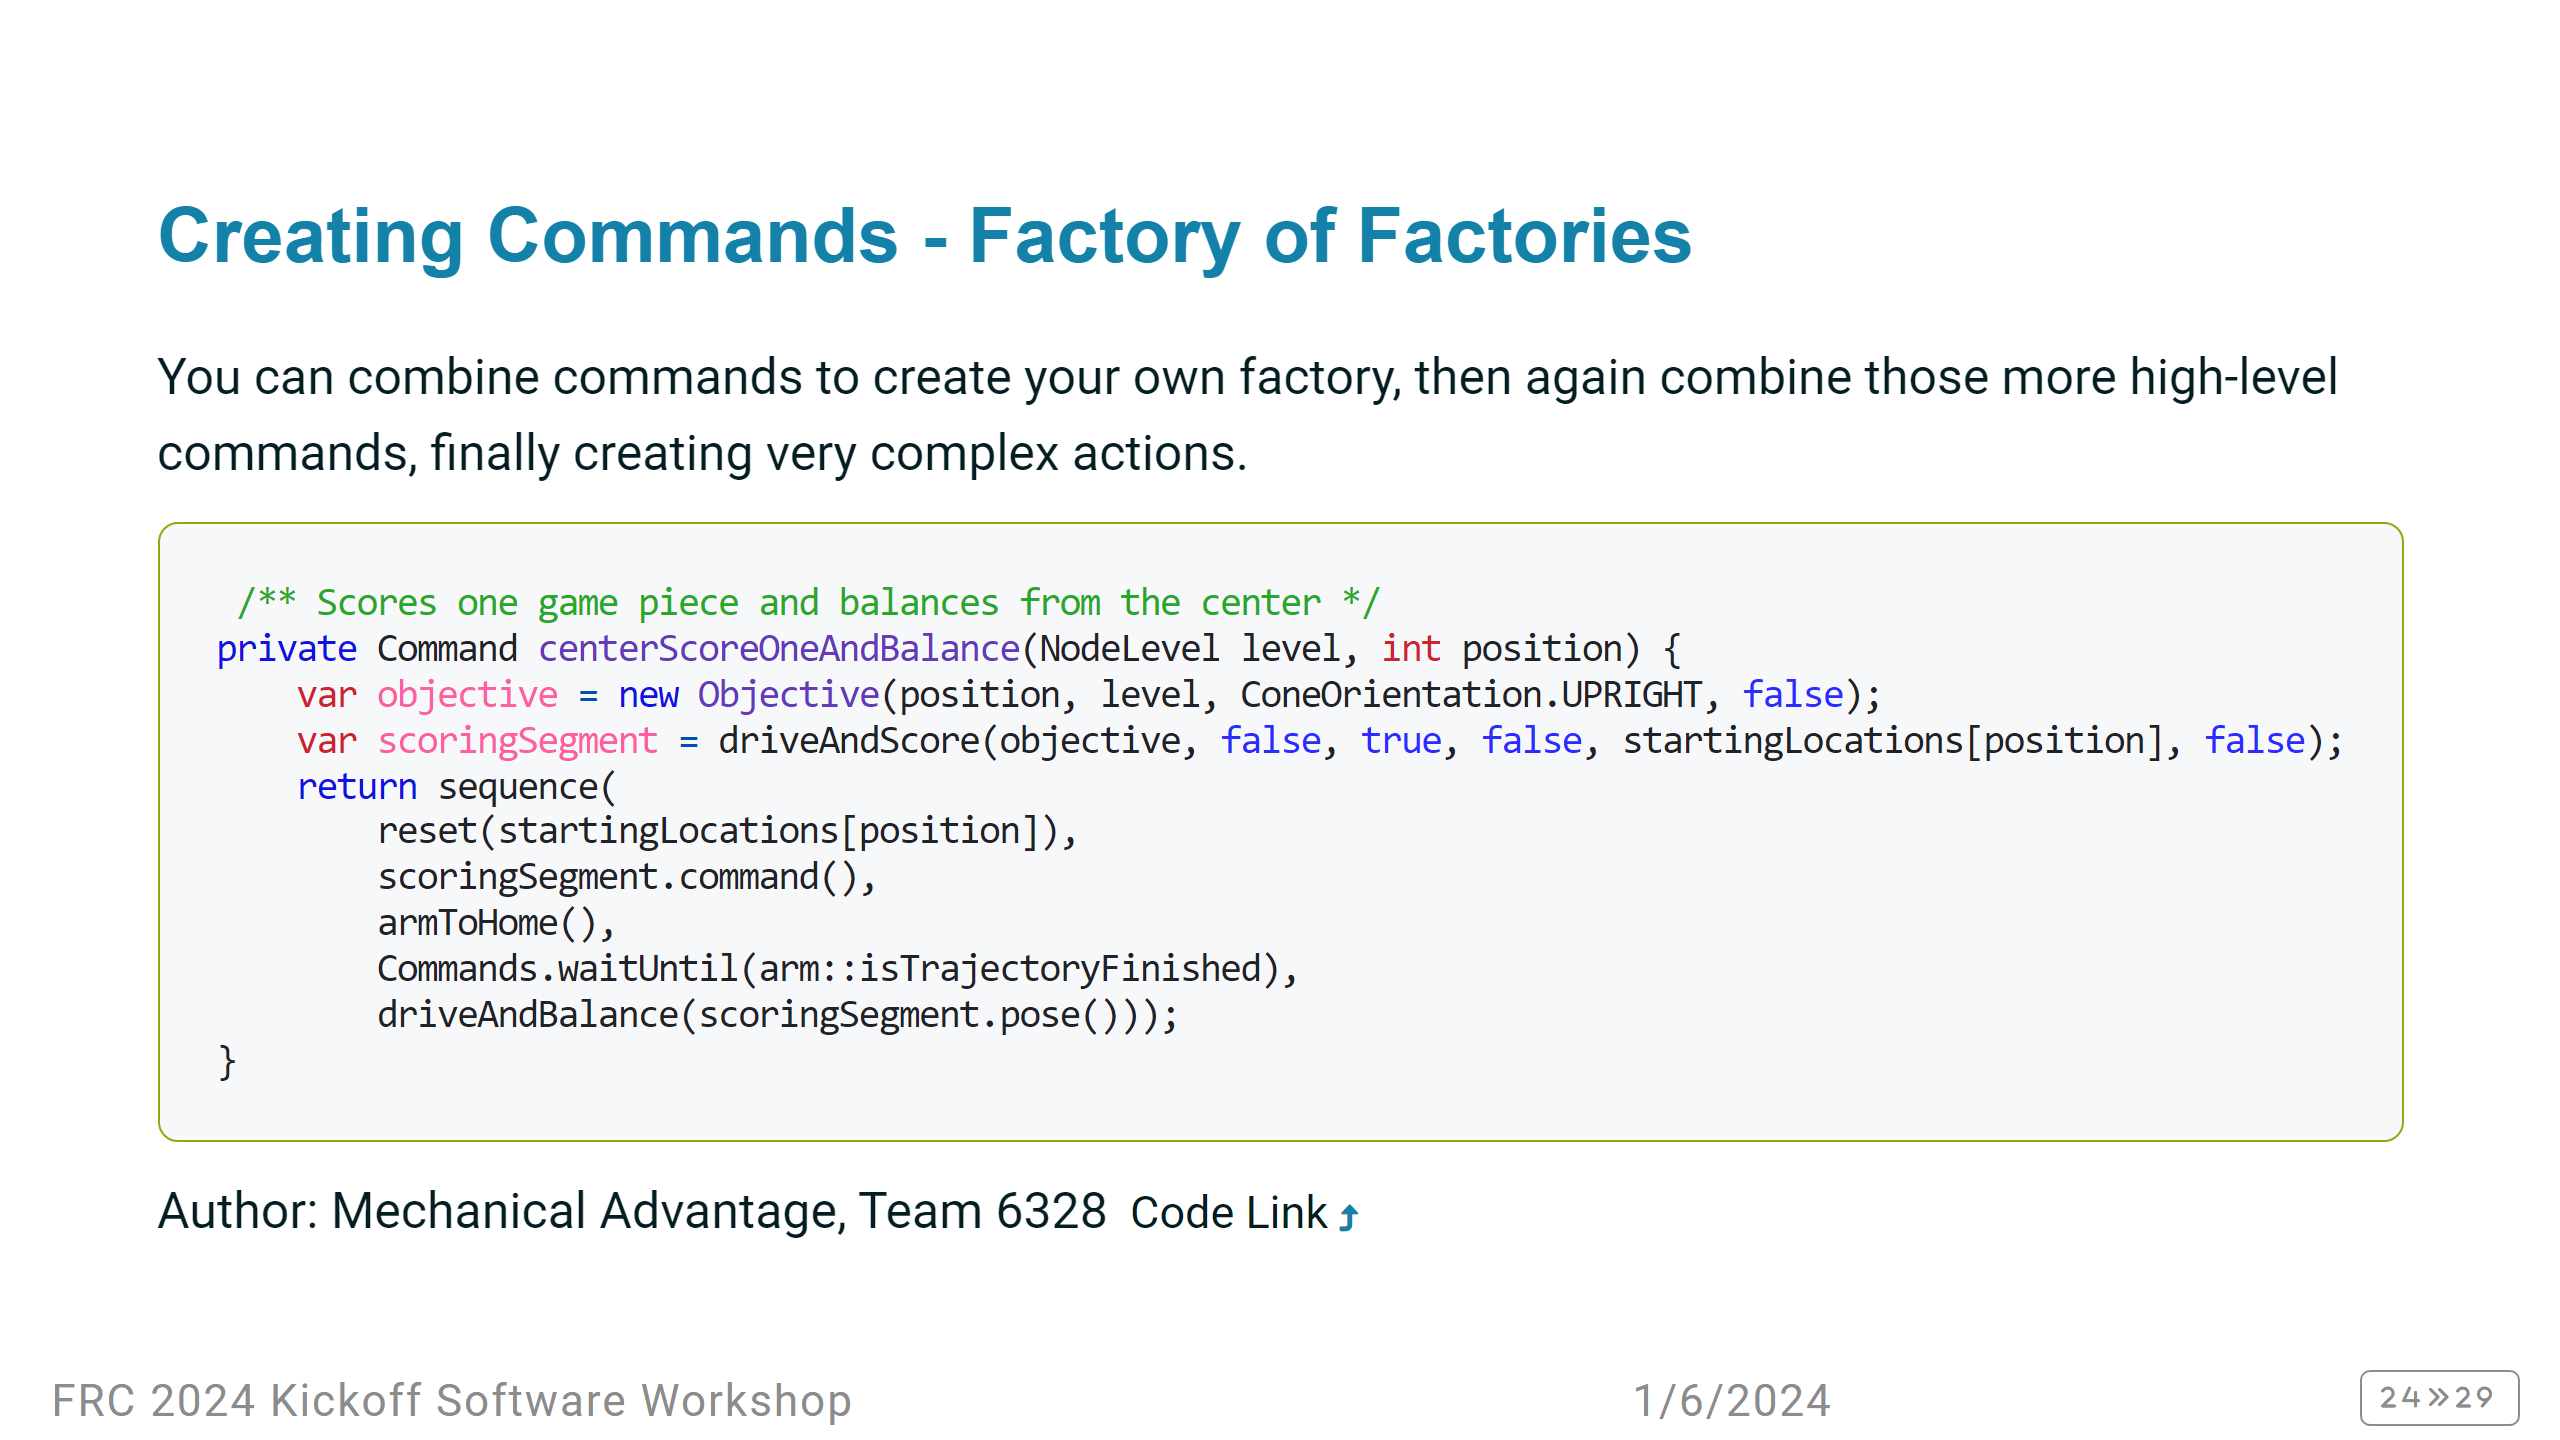 Creating Commands - Factory of Factories
You can combine commands to create your own factory, then again combine those more high-level
commands, finally creating very complex actions.
/** Scores one game piece and balances from the center */
private Command centerScoreOneAndBalance(NodeLevel level, int position) {
    var objective = new Objective(position, level, ConeOrientation.UPRIGHT, false);
    var scoringSegment = driveAndScore(objective, false, true, false, startingLocations[position], false);
    return sequence(
        reset(startingLocations[position]),
        scoringSegment.command(),
        armToHome(),
        Commands.waitUntil(arm::isTrajectoryFinished),
        driveAndBalance(scoringSegment.pose()));
}
Author: Mechanical Advantage, Team 6328 Code Link
FRC 2024 Kickoff Software Workshop 1/6/2024 24»29